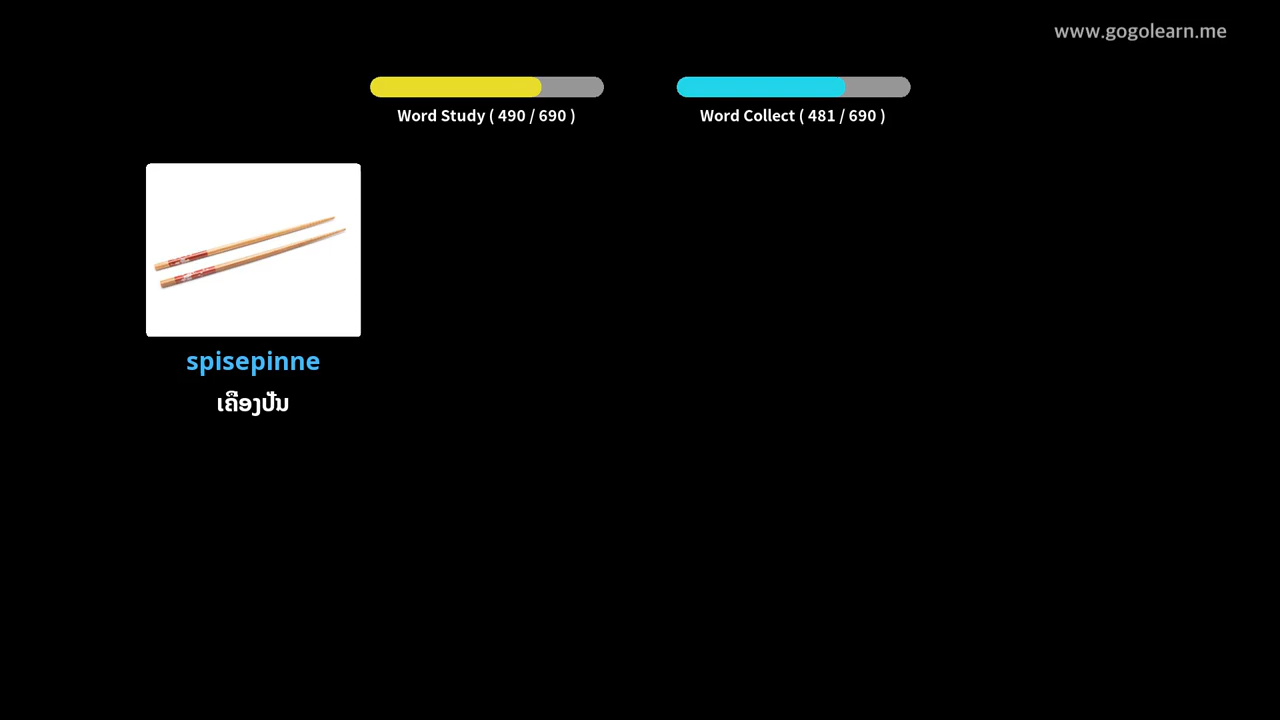 www.gogolearn.me
Word Study ( 490 / 690 )
Word Collect ( 481 / 690 )
spisepinne
ເຄື່ອງປັ່ນ